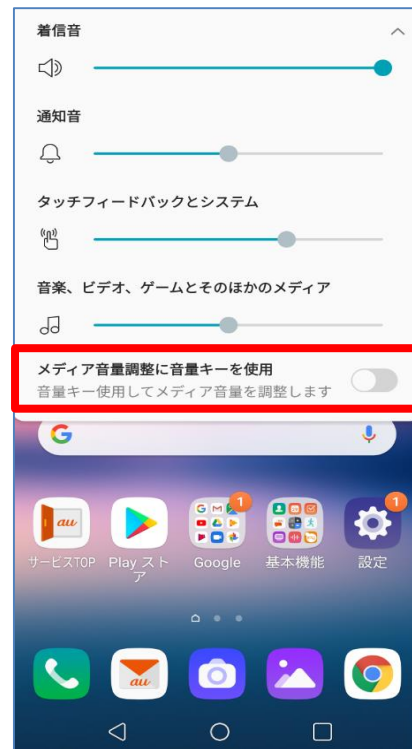 着信音
通知音
タッチフィードバックとシステム
音楽、ビデオ、ゲームとそのほかのメディア
メディア音量調整に音量キーを使用
音量キー使用してメディア音量を調整します
G
au
1
1
サービスTOP
Play スト
ア
Google
基本機能
設定
au